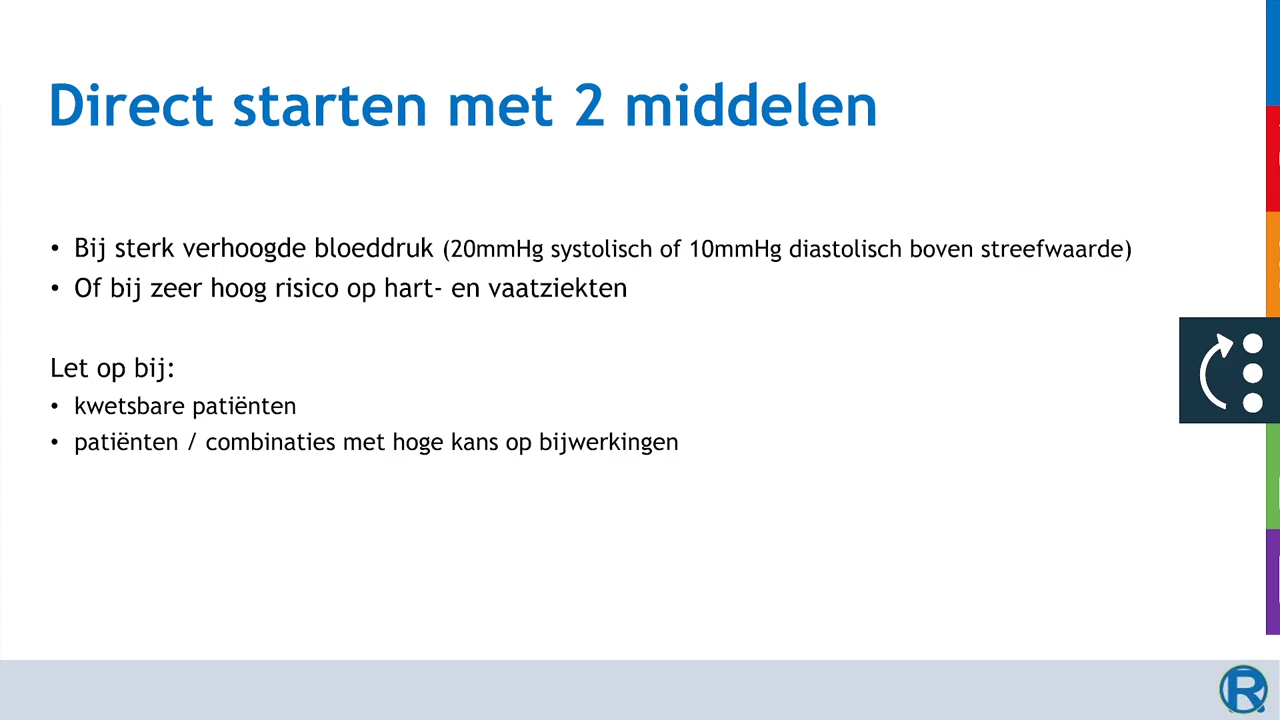 Direct starten met 2 middelen
• Bij sterk verhoogde bloeddruk (20mmHg systolisch of 10mmHg diastolisch boven streefwaarde)
• Of bij zeer hoog risico op hart- en vaatziekten
Let op bij:
• kwetsbare patiënten
• patiënten / combinaties met hoge kans op bijwerkingen
R